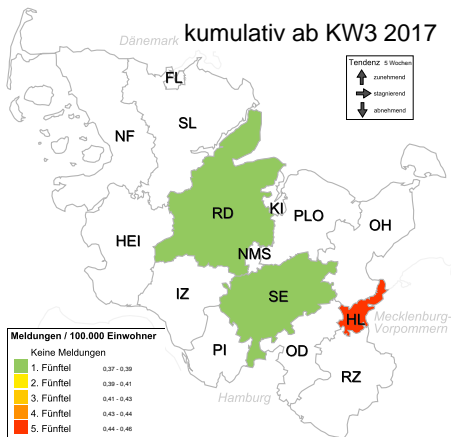 kumulativ ab KW3 2017
Dänemark
Tendenz 5 Wochen
zunehmend
stagnierend
abnehmend
FL
NF
SL
RD
KI
PLO
OH
HEI
NMS
IZ
SE
HL
Mecklenburg-
Vorpommern
PI
OD
RZ
Hamburg
Meldungen / 100.000 Einwohner
Keine Meldungen
1. Fünftel 0,37 - 0,39
2. Fünftel 0,39 - 0,41
3. Fünftel 0,41 - 0,43
4. Fünftel 0,43 - 0,44
5. Fünftel 0,44 - 0,46